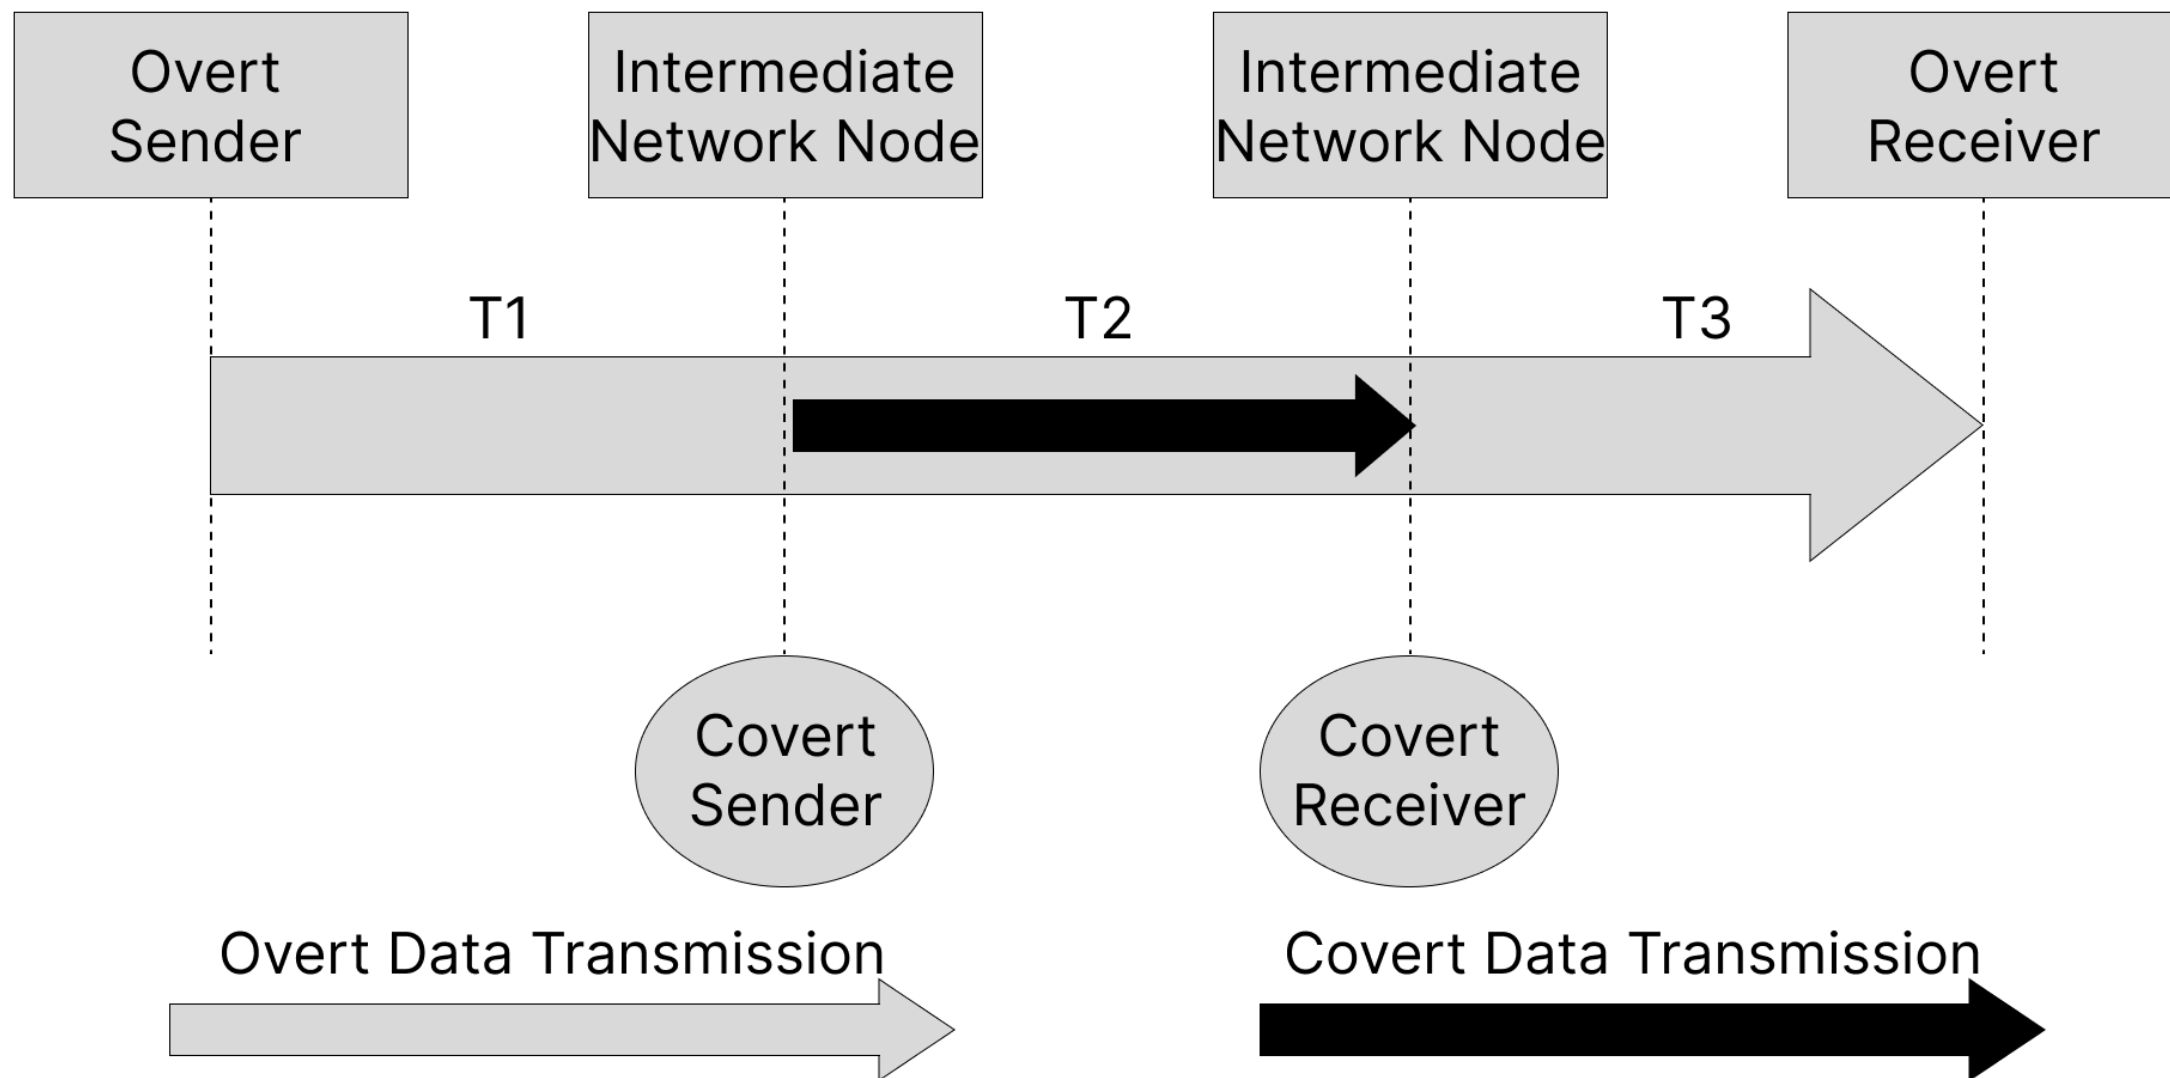 Overt
Sender
Intermediate
Network Node
Intermediate
Network Node
Overt
Receiver
T1
T2
T3
Covert
Sender
Covert
Receiver
Overt Data Transmission
Covert Data Transmission